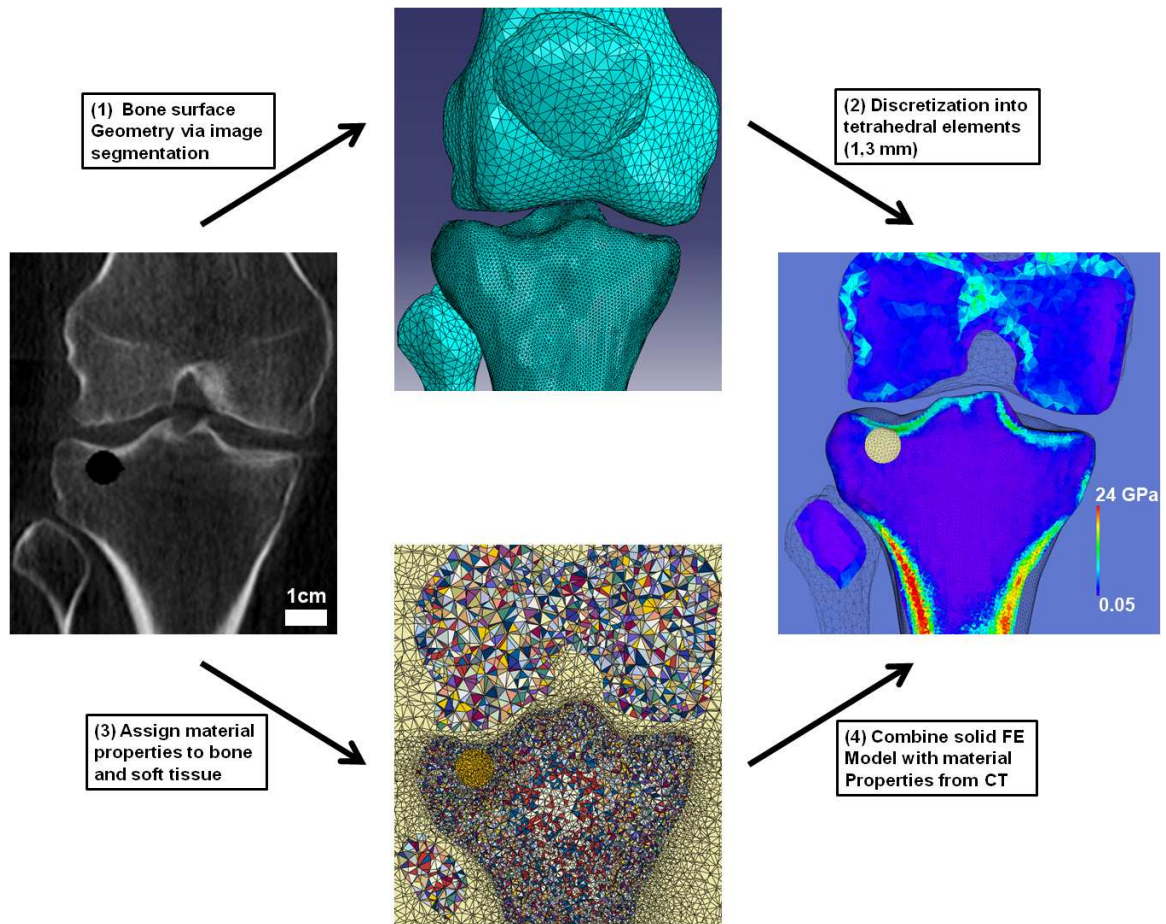 (1) Bone surface
Geometry via image
segmentation
(2) Discretization into
tetrahedral elements
(1,3 mm)
1cm
24 GPa
0.05
(3) Assign material
properties to bone
and soft tissue
(4) Combine solid FE
Model with material
Properties from CT